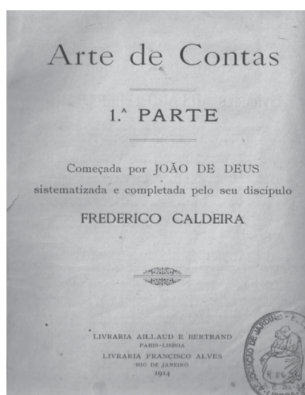 Arte de Contas
1.ª PARTE
Começada por JOÃO DE DEUS
sistematizada e completada pelo seu discípulo
FREDERICO CALDEIRA
LIVRARIA AILLAUD E BERTRAND
PARIS-LISBOA
LIVRARIA FRANCISCO ALVES
RIO DE JANEIRO
1914